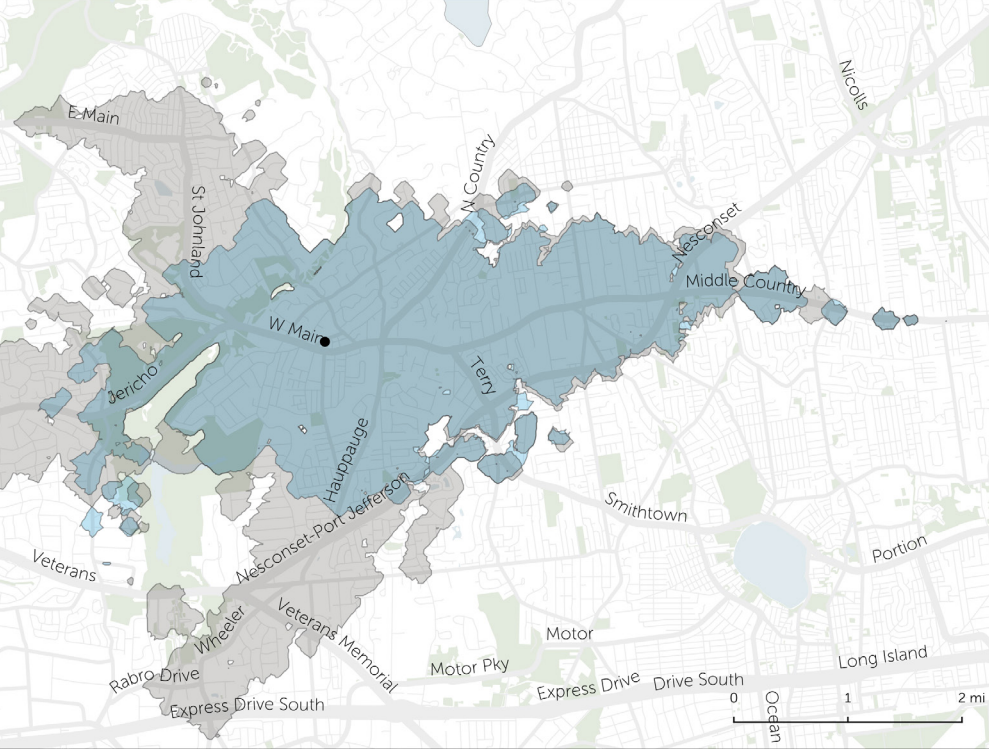 Nicolls
E Main
N Country
St Johnland
Nesconset
Middle Country
W Main
Jericho
Terry
Hauppauge
Nesconset-Port Jefferson
Smithtown
Portion
Veterans
Wheeler
Veterans Memorial
Motor
Long Island
Motor Pky
Rabro Drive
Express Drive
Drive South
Express Drive South
0 1 2 mi
Ocean